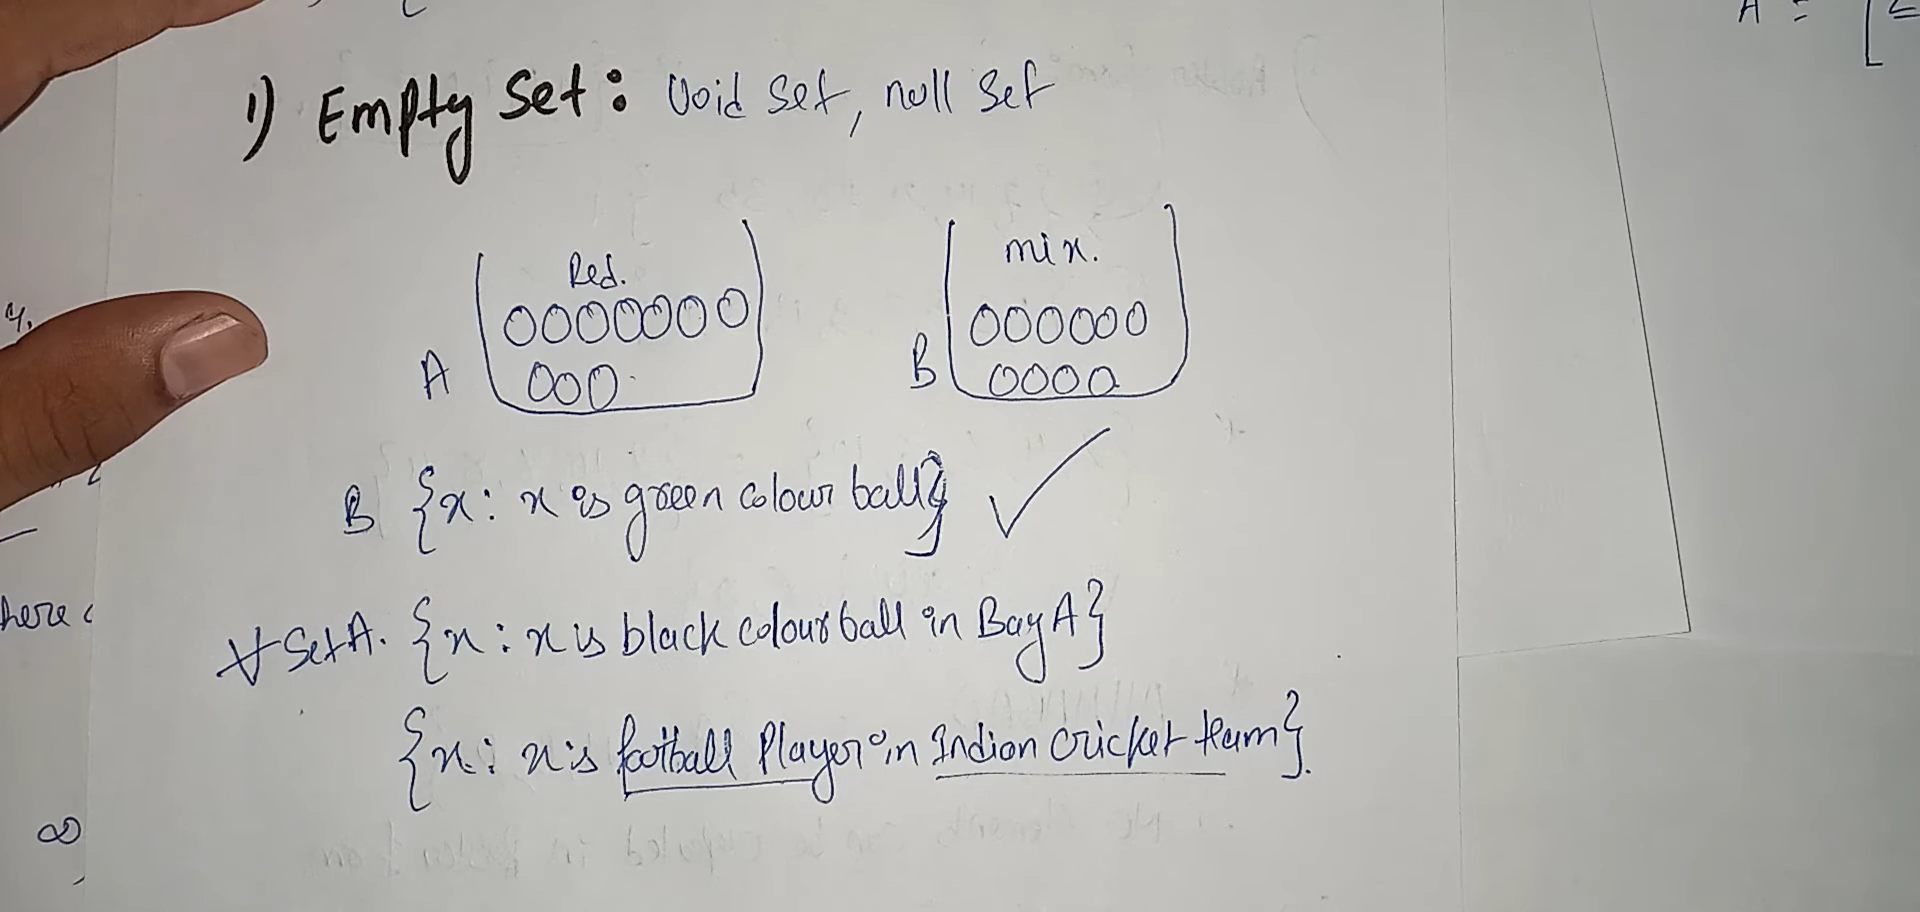 A =
1) Empty Set: Void Set, null Set
Red.
mix.
A
B
B {x: x is green colour ball}
∀ Set A. {x: x is black colour ball in Bag A}
here
{x: x is football Player in Indian Cricket team}.
∞